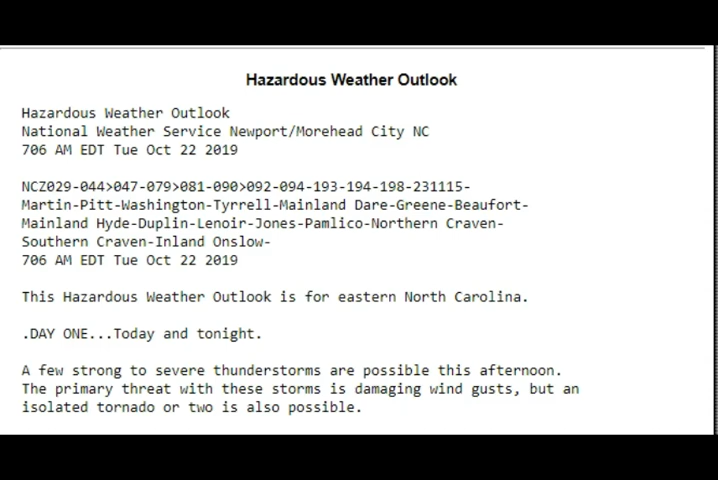 Hazardous Weather Outlook
Hazardous Weather Outlook
National Weather Service Newport/Morehead City NC
706 AM EDT Tue Oct 22 2019
NCZ029-044>047-079>081-090>092-094-193-194-198-231115-
Martin-Pitt-Washington-Tyrrell-Mainland Dare-Greene-Beaufort-
Mainland Hyde-Duplin-Lenoir-Jones-Pamlico-Northern Craven-
Southern Craven-Inland Onslow-
706 AM EDT Tue Oct 22 2019
This Hazardous Weather Outlook is for eastern North Carolina.
.DAY ONE...Today and tonight.
A few strong to severe thunderstorms are possible this afternoon.
The primary threat with these storms is damaging wind gusts, but an
isolated tornado or two is also possible.